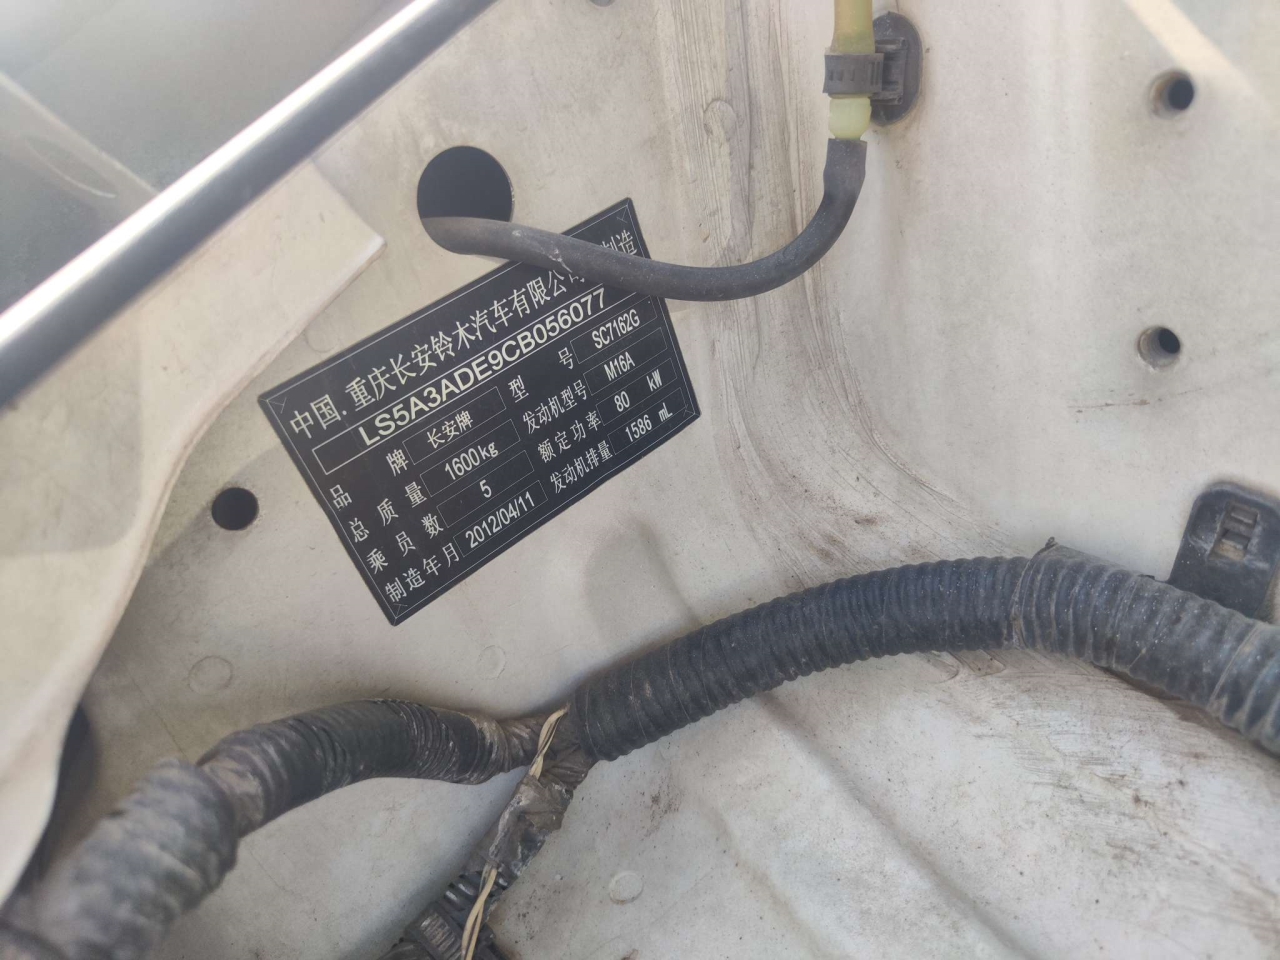 中国.重庆长安铃木汽车有限公 制造
LS5A3ADE9CB056077
品牌 长安牌 型号 SC7162G
总质量 1600kg 发动机型号 M16A
乘员数 5 额定功率 80 kW
制造年月 2012/04/11 发动机排量 1586 mL